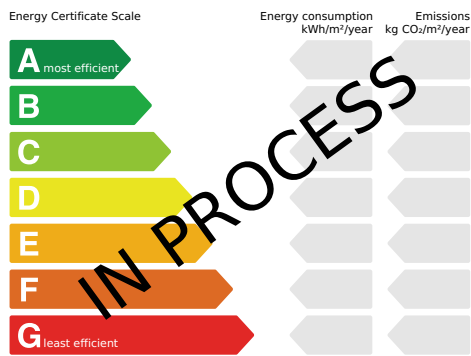 Energy Certificate Scale
Energy consumption
kWh/m²/year
Emissions
kg CO₂/m²/year
A most efficient
B
C
D
E
F
G least efficient
IN PROCESS